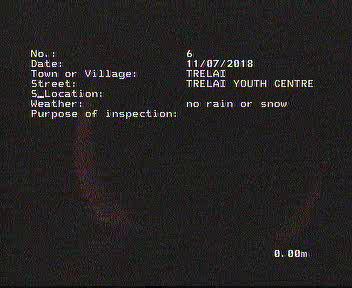 No.: 6
Date: 11/07/2018
Town or Village: TRELAI
Street: TRELAI YOUTH CENTRE
S_Location:
Weather: no rain or snow
Purpose of inspection:
0.00m